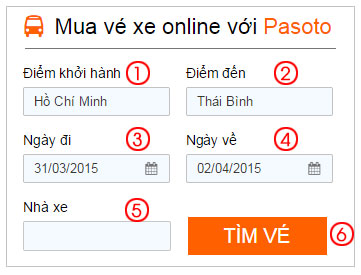 Mua vé xe online với Pasoto
Điểm khởi hành 1 Điểm đến 2
Hồ Chí Minh Thái Bình
Ngày đi 3 Ngày về 4
31/03/2015 02/04/2015
Nhà xe 5
TÌM VÉ 6